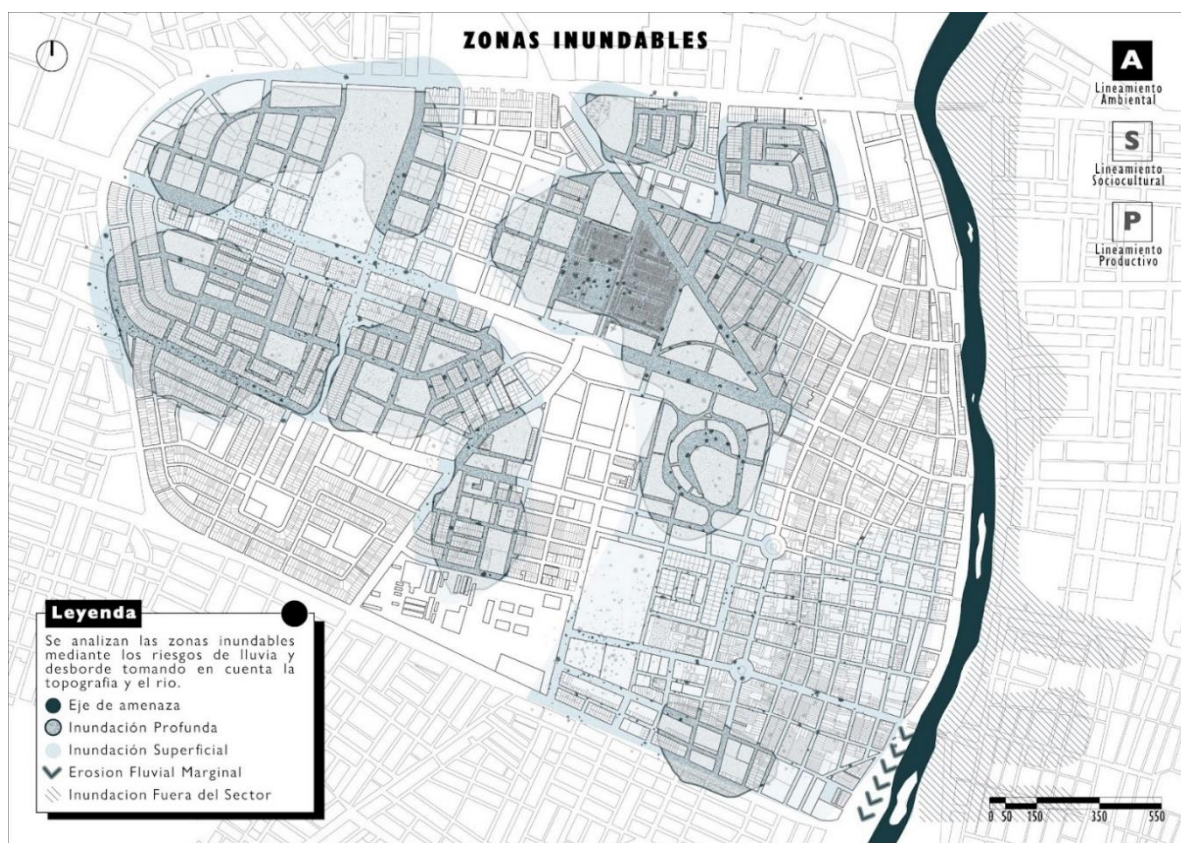 ZONAS INUNDABLES
A
Lineamiento
Ambiental
S
Lineamiento
Sociocultural
P
Lineamiento
Productivo
Leyenda
Se analizan las zonas inundables
mediante los riesgos de lluvia y
desborde tomando en cuenta la
topografia y el rio.
Eje de amenaza
Inundación Profunda
Inundación Superficial
Erosion Fluvial Marginal
Inundacion Fuera del Sector
0 50 150 350 550